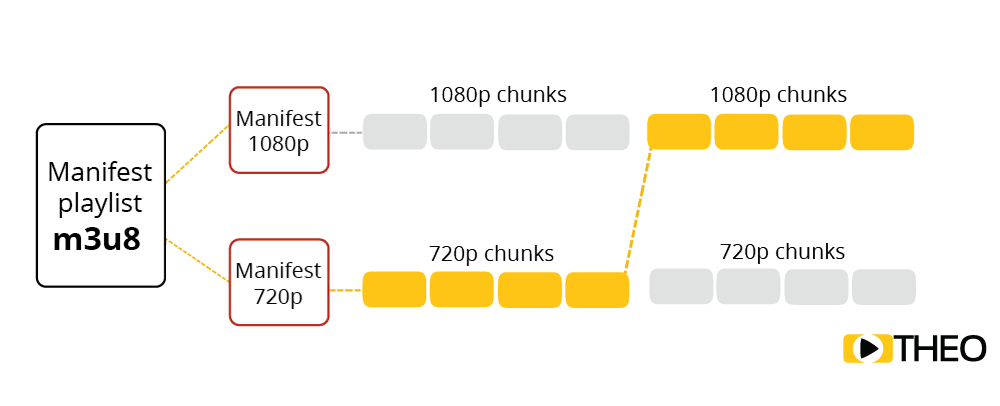 Manifest
playlist
m3u8
Manifest
1080p
1080p chunks
1080p chunks
Manifest
720p
720p chunks
720p chunks
THEO